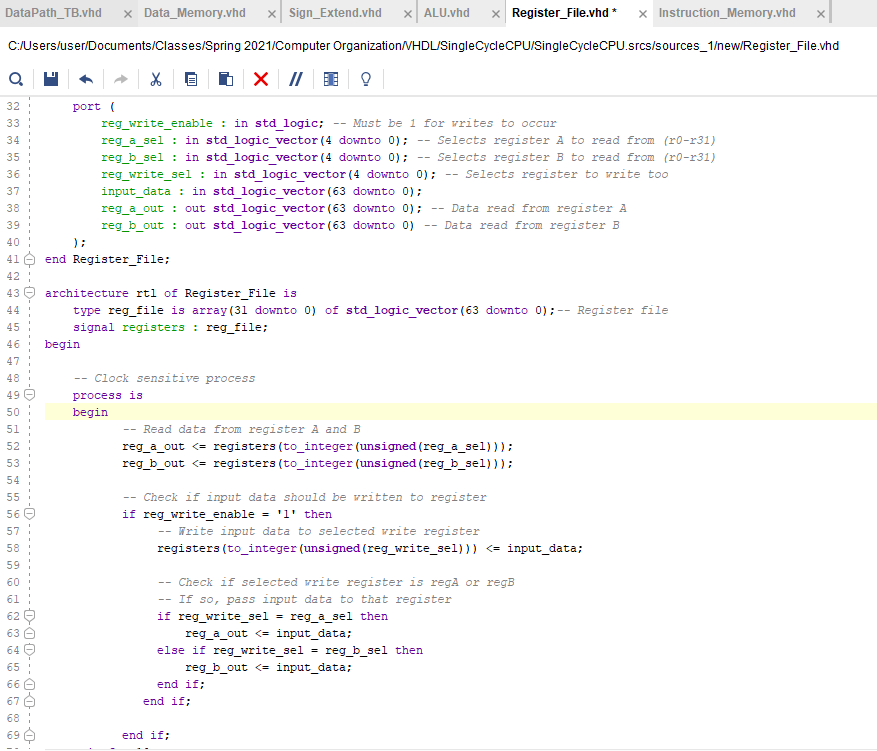 DataPath_TB.vhd × Data_Memory.vhd × Sign_Extend.vhd × ALU.vhd × Register_File.vhd * × Instruction_Memory.vhd ×
C:/Users/user/Documents/Classes/Spring 2021/Computer Organization/VHDL/SingleCycleCPU/SingleCycleCPU.srcs/sources_1/new/Register_File.vhd
32 port (
33 reg_write_enable : in std_logic; -- Must be 1 for writes to occur
34 reg_a_sel : in std_logic_vector(4 downto 0); -- Selects register A to read from (r0-r31)
35 reg_b_sel : in std_logic_vector(4 downto 0); -- Selects register B to read from (r0-r31)
36 reg_write_sel : in std_logic_vector(4 downto 0); -- Selects register to write too
37 input_data : in std_logic_vector(63 downto 0);
38 reg_a_out : out std_logic_vector(63 downto 0); -- Data read from register A
39 reg_b_out : out std_logic_vector(63 downto 0) -- Data read from register B
40 );
41 end Register_File;
42
43 architecture rtl of Register_File is
44 type reg_file is array(31 downto 0) of std_logic_vector(63 downto 0);-- Register file
45 signal registers : reg_file;
46 begin
47
48 -- Clock sensitive process
49 process is
50 begin
51 -- Read data from register A and B
52 reg_a_out <= registers(to_integer(unsigned(reg_a_sel)));
53 reg_b_out <= registers(to_integer(unsigned(reg_b_sel)));
54
55 -- Check if input data should be written to register
56 if reg_write_enable = '1' then
57 -- Write input data to selected write register
58 registers(to_integer(unsigned(reg_write_sel))) <= input_data;
59
60 -- Check if selected write register is regA or regB
61 -- If so, pass input data to that register
62 if reg_write_sel = reg_a_sel then
63 reg_a_out <= input_data;
64 else if reg_write_sel = reg_b_sel then
65 reg_b_out <= input_data;
66 end if;
67 end if;
68
69 end if;